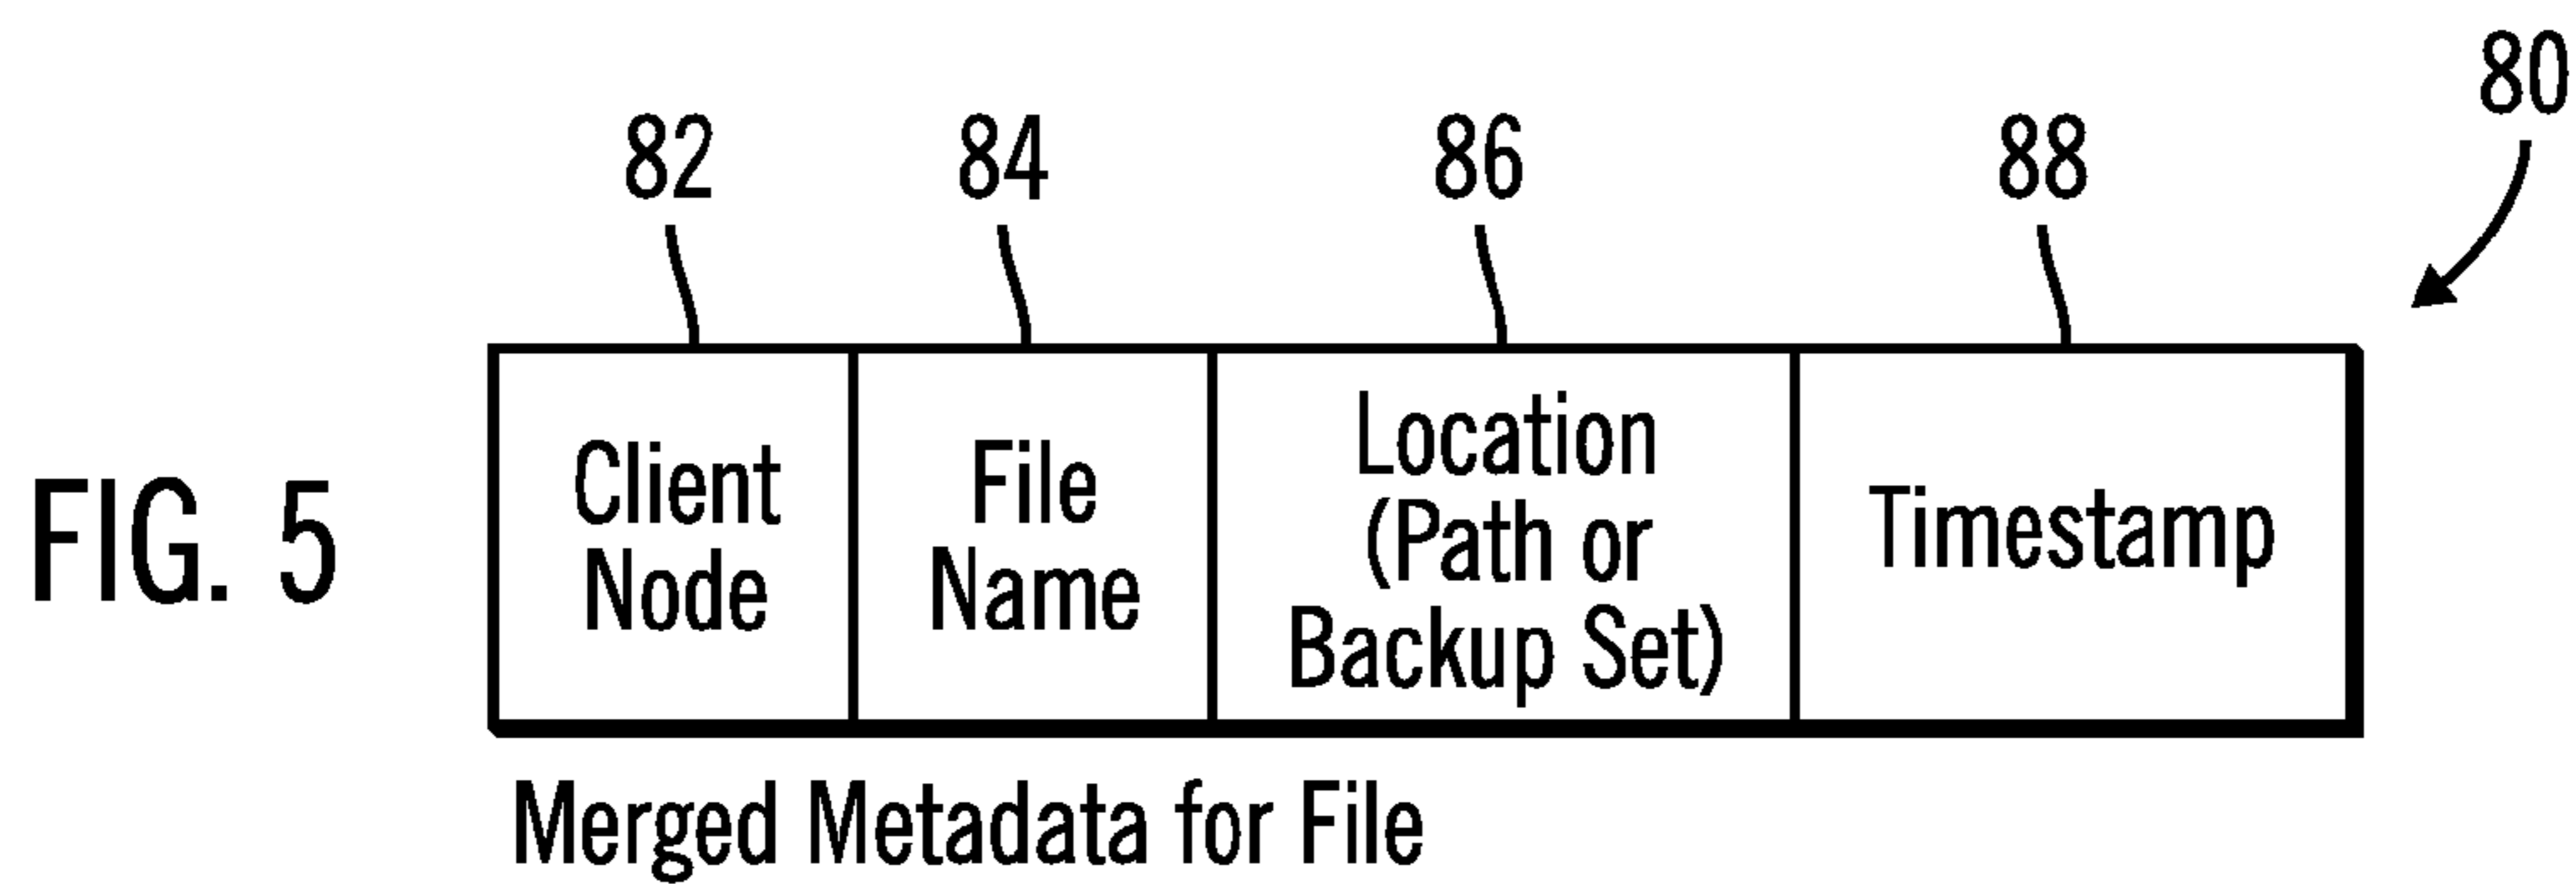 80
82
84
86
88
FIG. 5
Client
Node
File
Name
Location
(Path or
Backup Set)
Timestamp
Merged Metadata for File